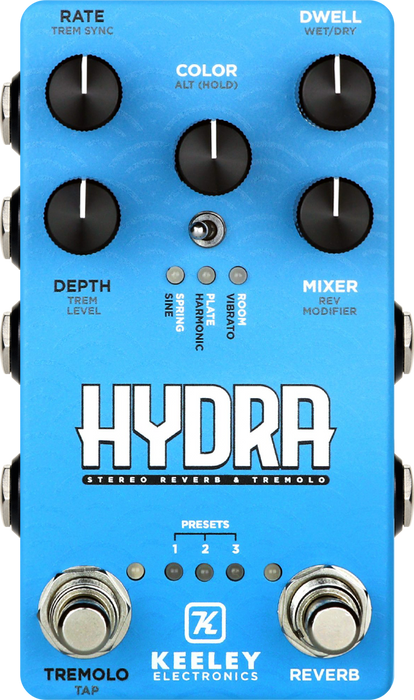 RATE
TREM SYNC
DWELL
WET/DRY
COLOR
ALT (HOLD)
DEPTH
TREM
LEVEL
MIXER
REV
MODIFIER
SPRING
SINE
PLATE
HARMONIC
ROOM
VIBRATO
HYDRA
STEREO REVERB & TREMOLO
PRESETS
1 2 3
TREMOLO
TAP
K
KEELEY
ELECTRONICS
REVERB